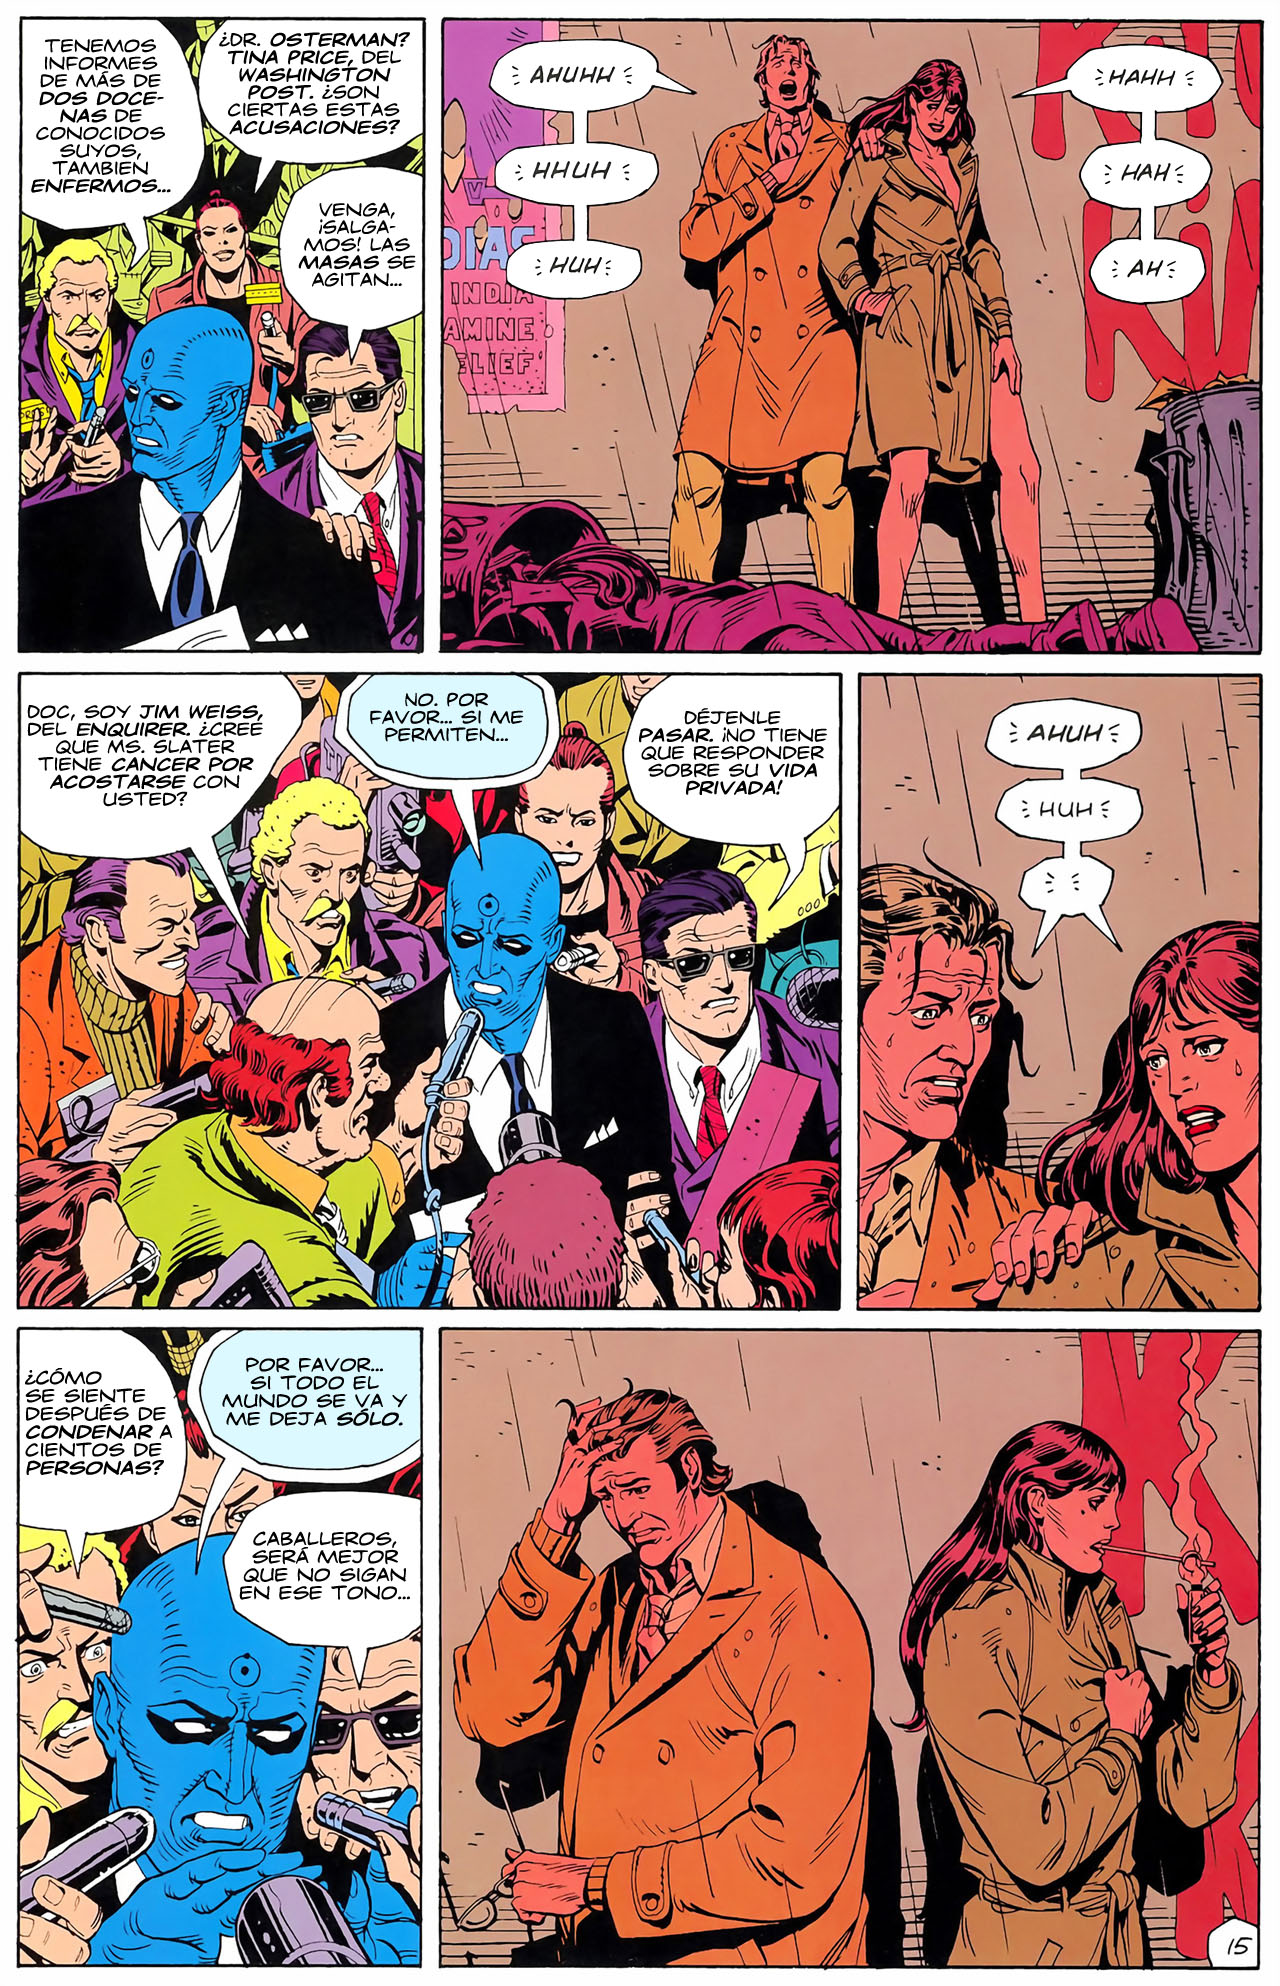 TENEMOS
INFORMES
DE MÁS DE
DOS DOCE-
NAS DE
CONOCIDOS
SUYOS,
TAMBIEN
ENFERMOS...
¿DR. OSTERMAN?
TINA PRICE, DEL
WASHINGTON
POST. ¿SON
CIERTAS ESTAS
ACUSACIONES?
VENGA,
¡SALGA-
MOS! LAS
MASAS SE
AGITAN...
PRESS
AHUHH
HHUH
HUH
HAHH
HAH
AH
V
DIAS
INDIA
AMINE
ELIEF
DOC, SOY JIM WEISS,
DEL ENQUIRER. ¿CREE
QUE MS. SLATER
TIENE CANCER POR
ACOSTARSE CON
USTED?
NO. POR
FAVOR... SI ME
PERMITEN...
DÉJENLE
PASAR. ¡NO TIENE
QUE RESPONDER
SOBRE SU VIDA
PRIVADA!
AHUH
HUH
¿CÓMO
SE SIENTE
DESPUÉS DE
CONDENAR A
CIENTOS DE
PERSONAS?
POR FAVOR...
SI TODO EL
MUNDO SE VA Y
ME DEJA SÓLO.
CABALLEROS,
SERÁ MEJOR
QUE NO SIGAN
EN ESE TONO...
15